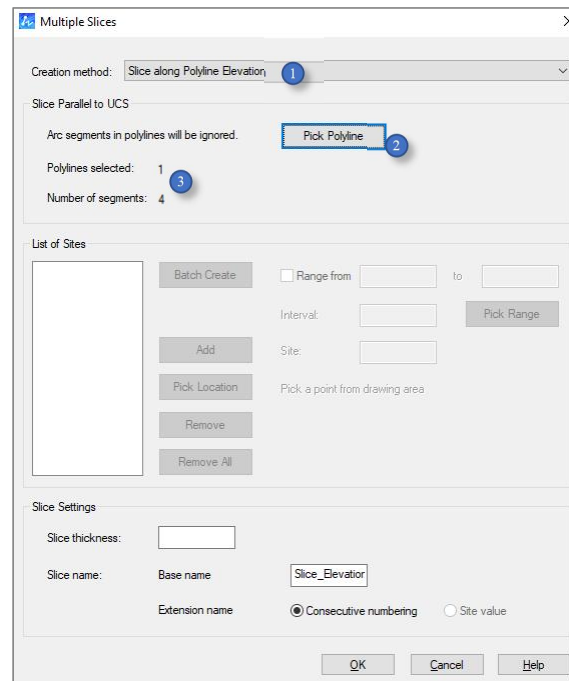 Multiple Slices
Creation method: Slice along Polyline Elevation 1
Slice Parallel to UCS
Arc segments in polylines will be ignored. Pick Polyline 2
Polylines selected: 1
3
Number of segments: 4
List of Sites
Batch Create Range from to
Interval: Pick Range
Add Site:
Pick Location Pick a point from drawing area
Remove
Remove All
Slice Settings
Slice thickness:
Slice name: Base name Slice_Elevation
Extension name Consecutive numbering Site value
OK Cancel Help